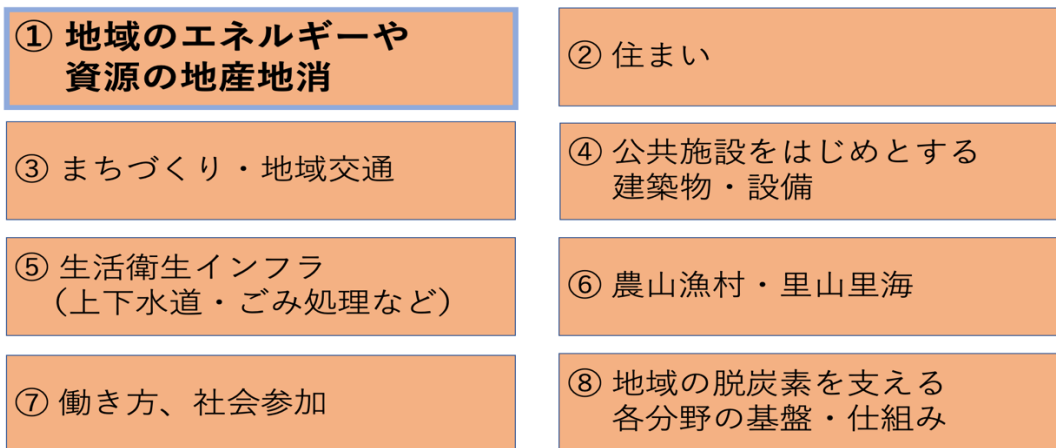 ① 地域のエネルギーや
資源の地産地消
② 住まい
③ まちづくり・地域交通
④ 公共施設をはじめとする
建築物・設備
⑤ 生活衛生インフラ
（上下水道・ごみ処理など）
⑥ 農山漁村・里山里海
⑦ 働き方、社会参加
⑧ 地域の脱炭素を支える
各分野の基盤・仕組み